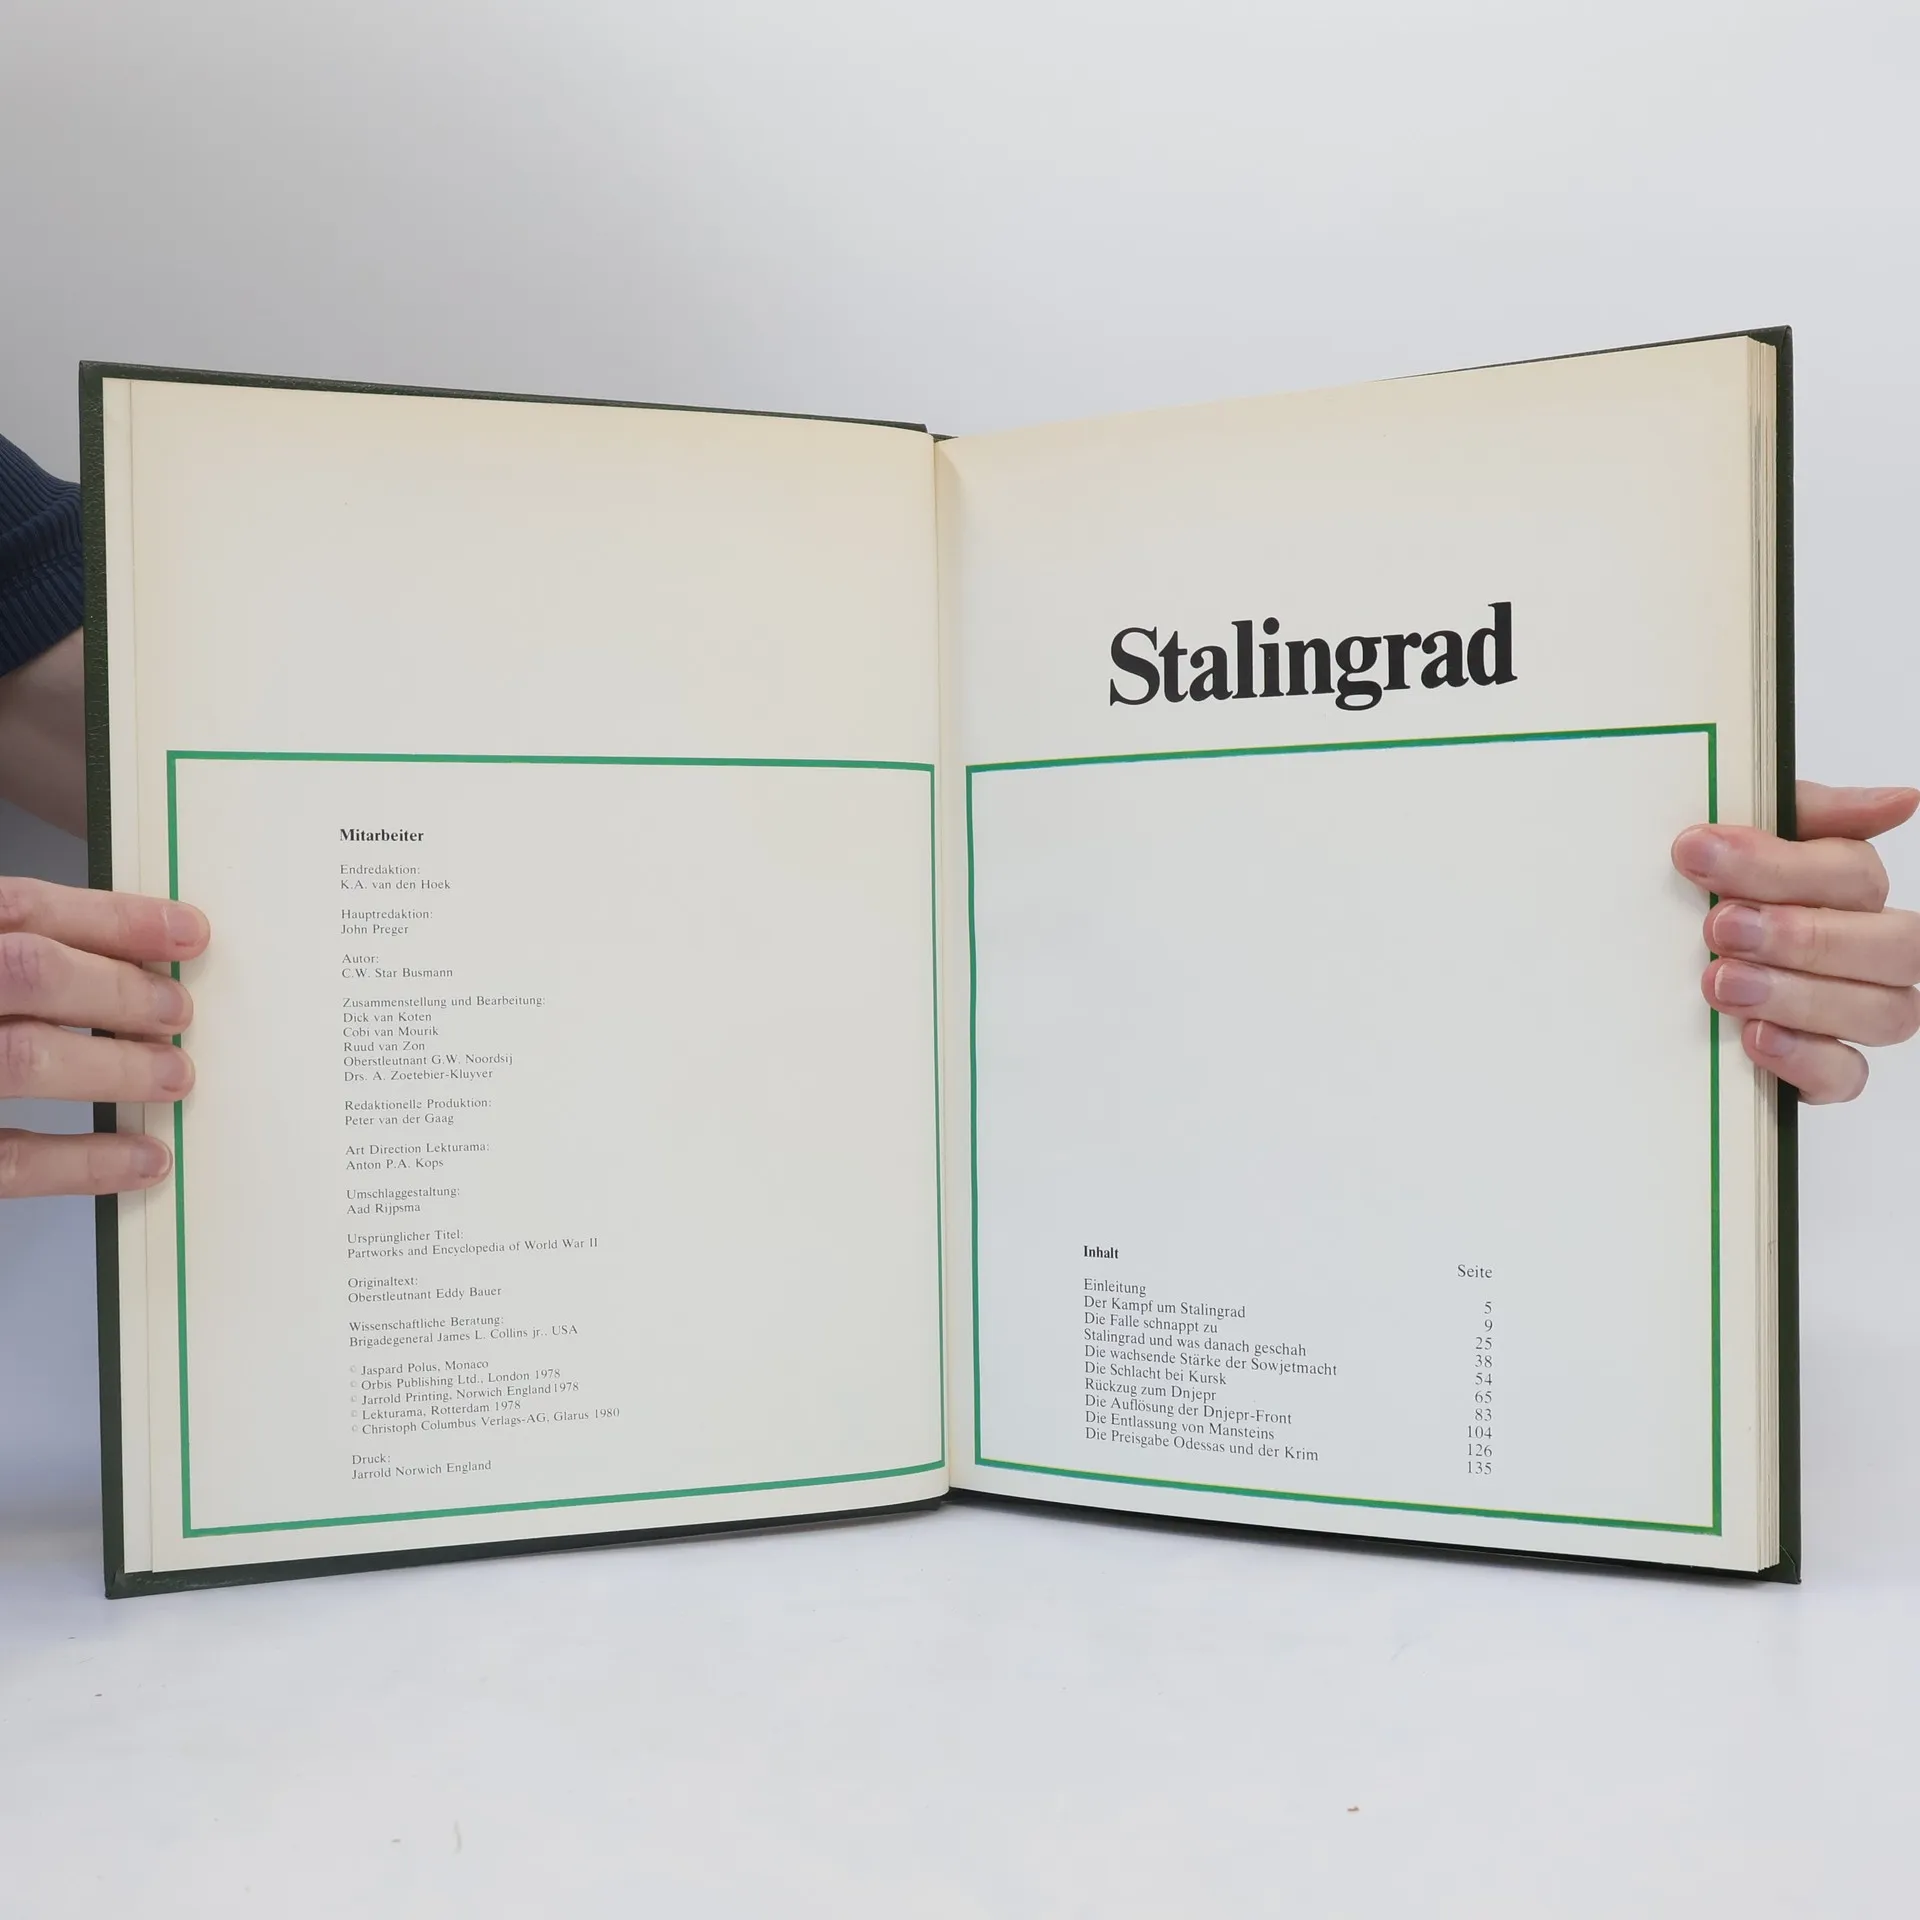 Mitarbeiter
Endredaktion:
K.A. van den Hoek
Hauptredaktion:
John Preger
Autor:
C.W. Star Busmann
Zusammenstellung und Bearbeitung:
Dick van Koten
Cobi van Mourik
Ruud van Zon
Oberstleutnant G.W. Noordsij
Drs. A. Zoetebier-Kluyver
Redaktionelle Produktion:
Peter van der Gaag
Art Direction Lekturama:
Anton P.A. Kops
Umschlaggestaltung:
Aad Rijpsma
Ursprünglicher Titel:
Partworks and Encyclopedia of World War II
Originaltext:
Oberstleutnant Eddy Bauer
Wissenschaftliche Beratung:
Brigadegeneral James L. Collins jr., USA
© Jaspard Polus, Monaco
© Orbis Publishing Ltd., London 1978
© Jarrold Printing, Norwich England 1978
© Lekturama, Rotterdam 1978
© Christoph Columbus Verlags-AG, Glarus 1980
Druck:
Jarrold Norwich England
Stalingrad
Inhalt
Seite
Einleitung 5
Der Kampf um Stalingrad 9
Die Falle schnappt zu 25
Stalingrad und was danach geschah 38
Die wachsende Stärke der Sowjetmacht 54
Die Schlacht bei Kursk 65
Rückzug zum Dnjepr 83
Die Auflösung der Dnjepr-Front 104
Die Entlassung von Mansteins 126
Die Preisgabe Odessas und der Krim 135